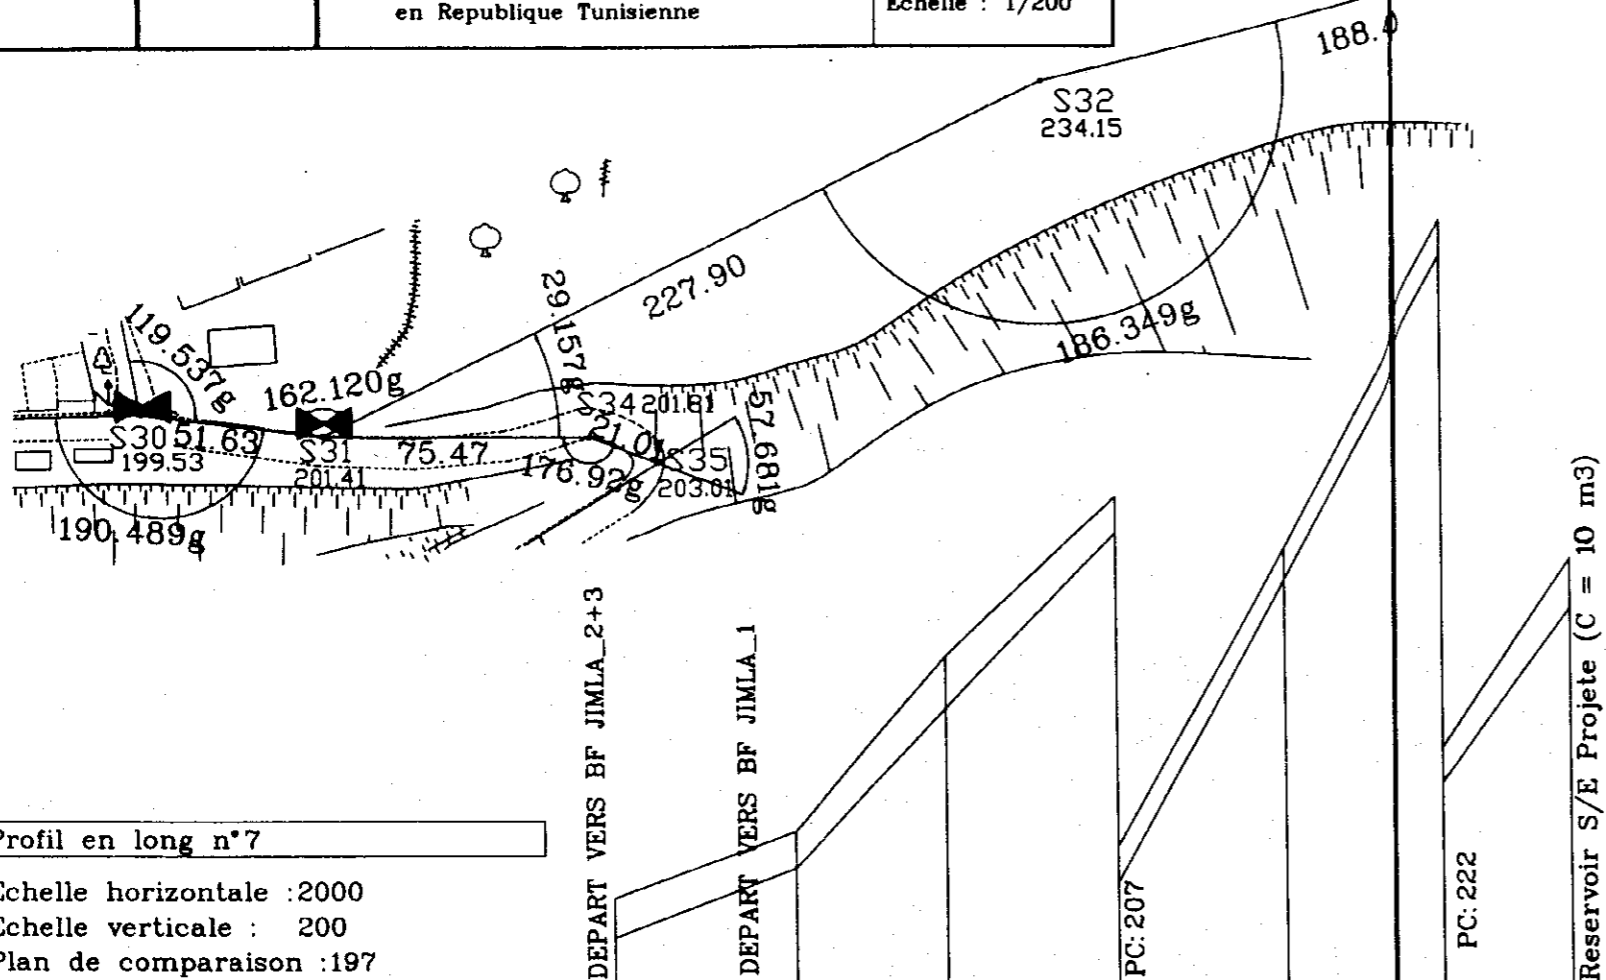 en Republique Tunisienne
Echelle : 1/200
188.0
S32
234.15
227.90
29.157g
119.537g
162.120g
186.349g
S34
201.81
57.681g
S30
51.63
S31
75.47
21.01
S35
199.53
201.41
176.92g
203.01
190.489g
DEPART VERS BF JIMLA_2+3
DEPART VERS BF JIMLA_1
Profil en long n°7
Echelle horizontale :2000
Echelle verticale : 200
Plan de comparaison :197
PC:207
PC:222
Reservoir S/E Projete (C = 10 m3)